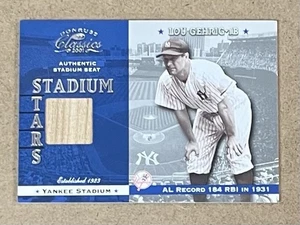 DONRUSS
Classics
2001
LOU GEHRIG-1B
AUTHENTIC
STADIUM SEAT
STADIUM
STARS
Established 1923
YANKEE STADIUM
AL RECORD 184 RBI IN 1931